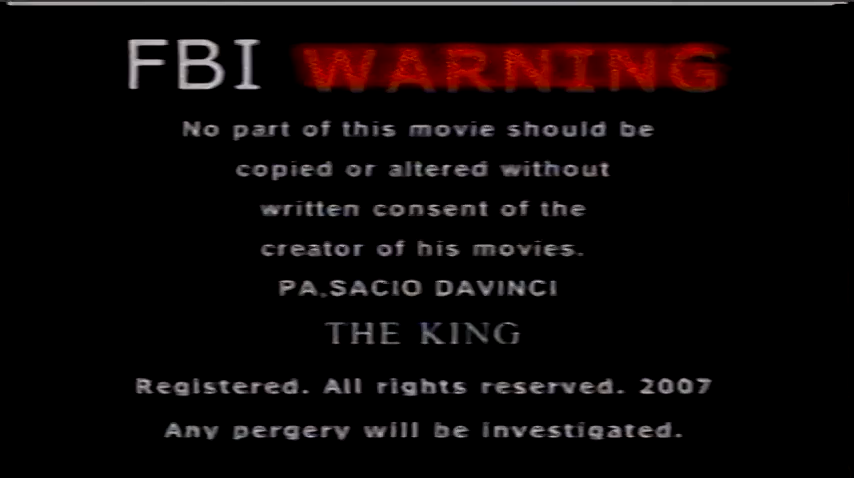 FBI WARNING
No part of this movie should be
copied or altered without
written consent of the
creator of his movies.
PA.SACIO DAVINCI
THE KING
Registered. All rights reserved. 2007
Any pergery will be investigated.